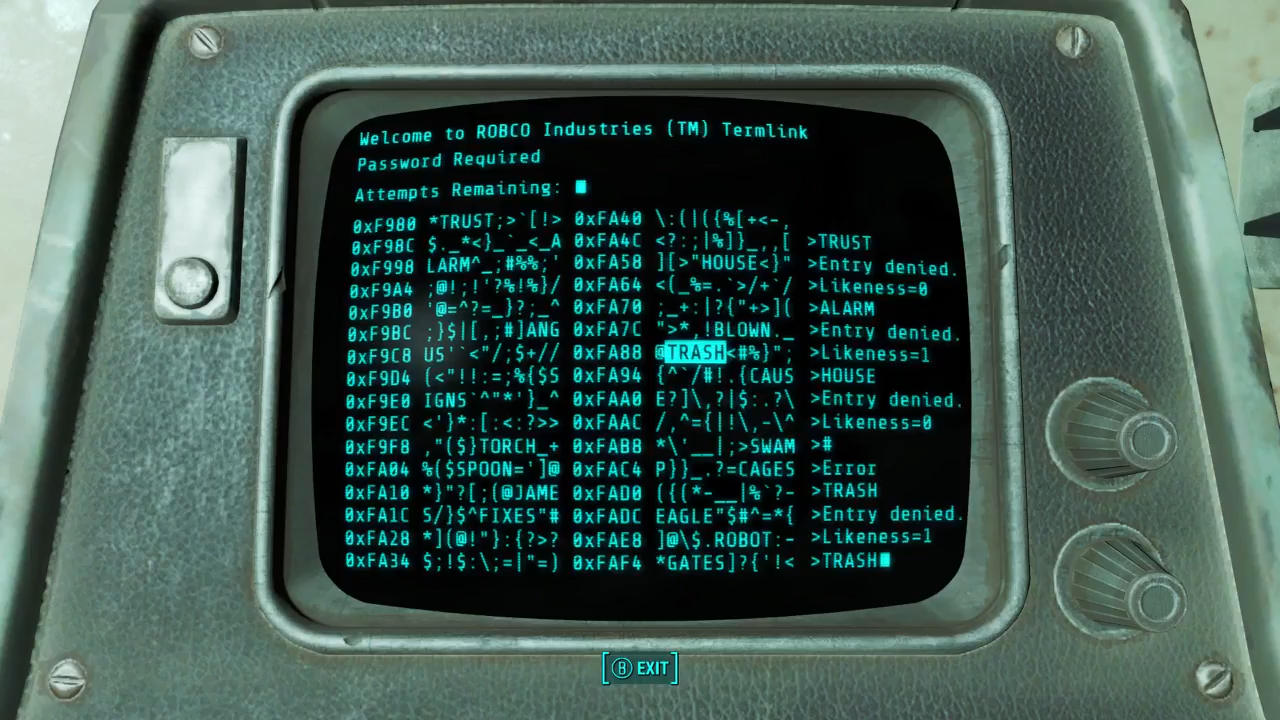 Welcome to ROBCO Industries (TM) Termlink
Password Required
Attempts Remaining: ■
0xF980 *TRUST;>`[!> 0xFA40 \:(|({%[+<-,
0xF98C $._*<}_`_<_A 0xFA4C <?:;|%]}_,,[ >TRUST
0xF998 LARM^_;#%%;' 0xFA58 ][>"HOUSE<}" >Entry denied.
0xF9A4 ;@!;!'?%!%}/ 0xFA64 <(_%=.`>/+`/ >Likeness=0
0xF9B0 '@=^?=_}?;_^ 0xFA70 ;_+:|?{"+>]( >ALARM
0xF9BC ;}$|[,;#]ANG 0xFA7C ">*,!BLOWN._ >Entry denied.
0xF9C8 US'`<"/;$+// 0xFA88 @TRASH<#%}"; >Likeness=1
0xF9D4 (<"!!:=;%{$S 0xFA94 {^`/#!.{CAUS >HOUSE
0xF9E0 IGNS`^"*'}_^ 0xFAA0 E?]\,?|$:.?\ >Entry denied.
0xF9EC <'}*:[:<:?>> 0xFAAC /,^={|!\,-\^ >Likeness=0
0xF9F8 ,"($}TORCH_+ 0xFAB8 *\'__|;>SWAM >#
0xFA04 %($SPOON=']@ 0xFAC4 P}}_.?=CAGES >Error
0xFA10 *}"?[;(@JAME 0xFAD0 ({(*-__|%`?- >TRASH
0xFA1C S/}$^FIXES"# 0xFADC EAGLE"$#^=*{ >Entry denied.
0xFA28 *](@!"}:{?>? 0xFAE8 ]@\$.ROBOT:- >Likeness=1
0xFA34 $;!$:\;=|"=) 0xFAF4 *GATES]?{'!< >TRASH■
[Ⓑ EXIT]